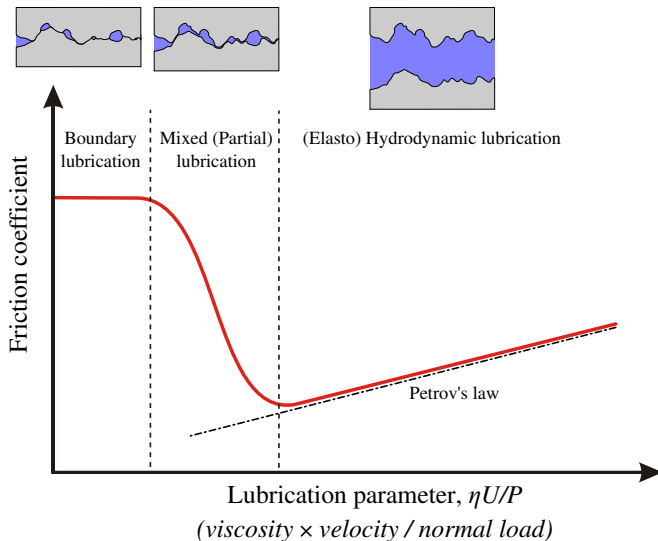 Boundary
lubrication
Mixed (Partial)
lubrication
(Elasto) Hydrodynamic lubrication
Friction coefficient
Petrov's law
Lubrication parameter, ηU/P
(viscosity × velocity / normal load)